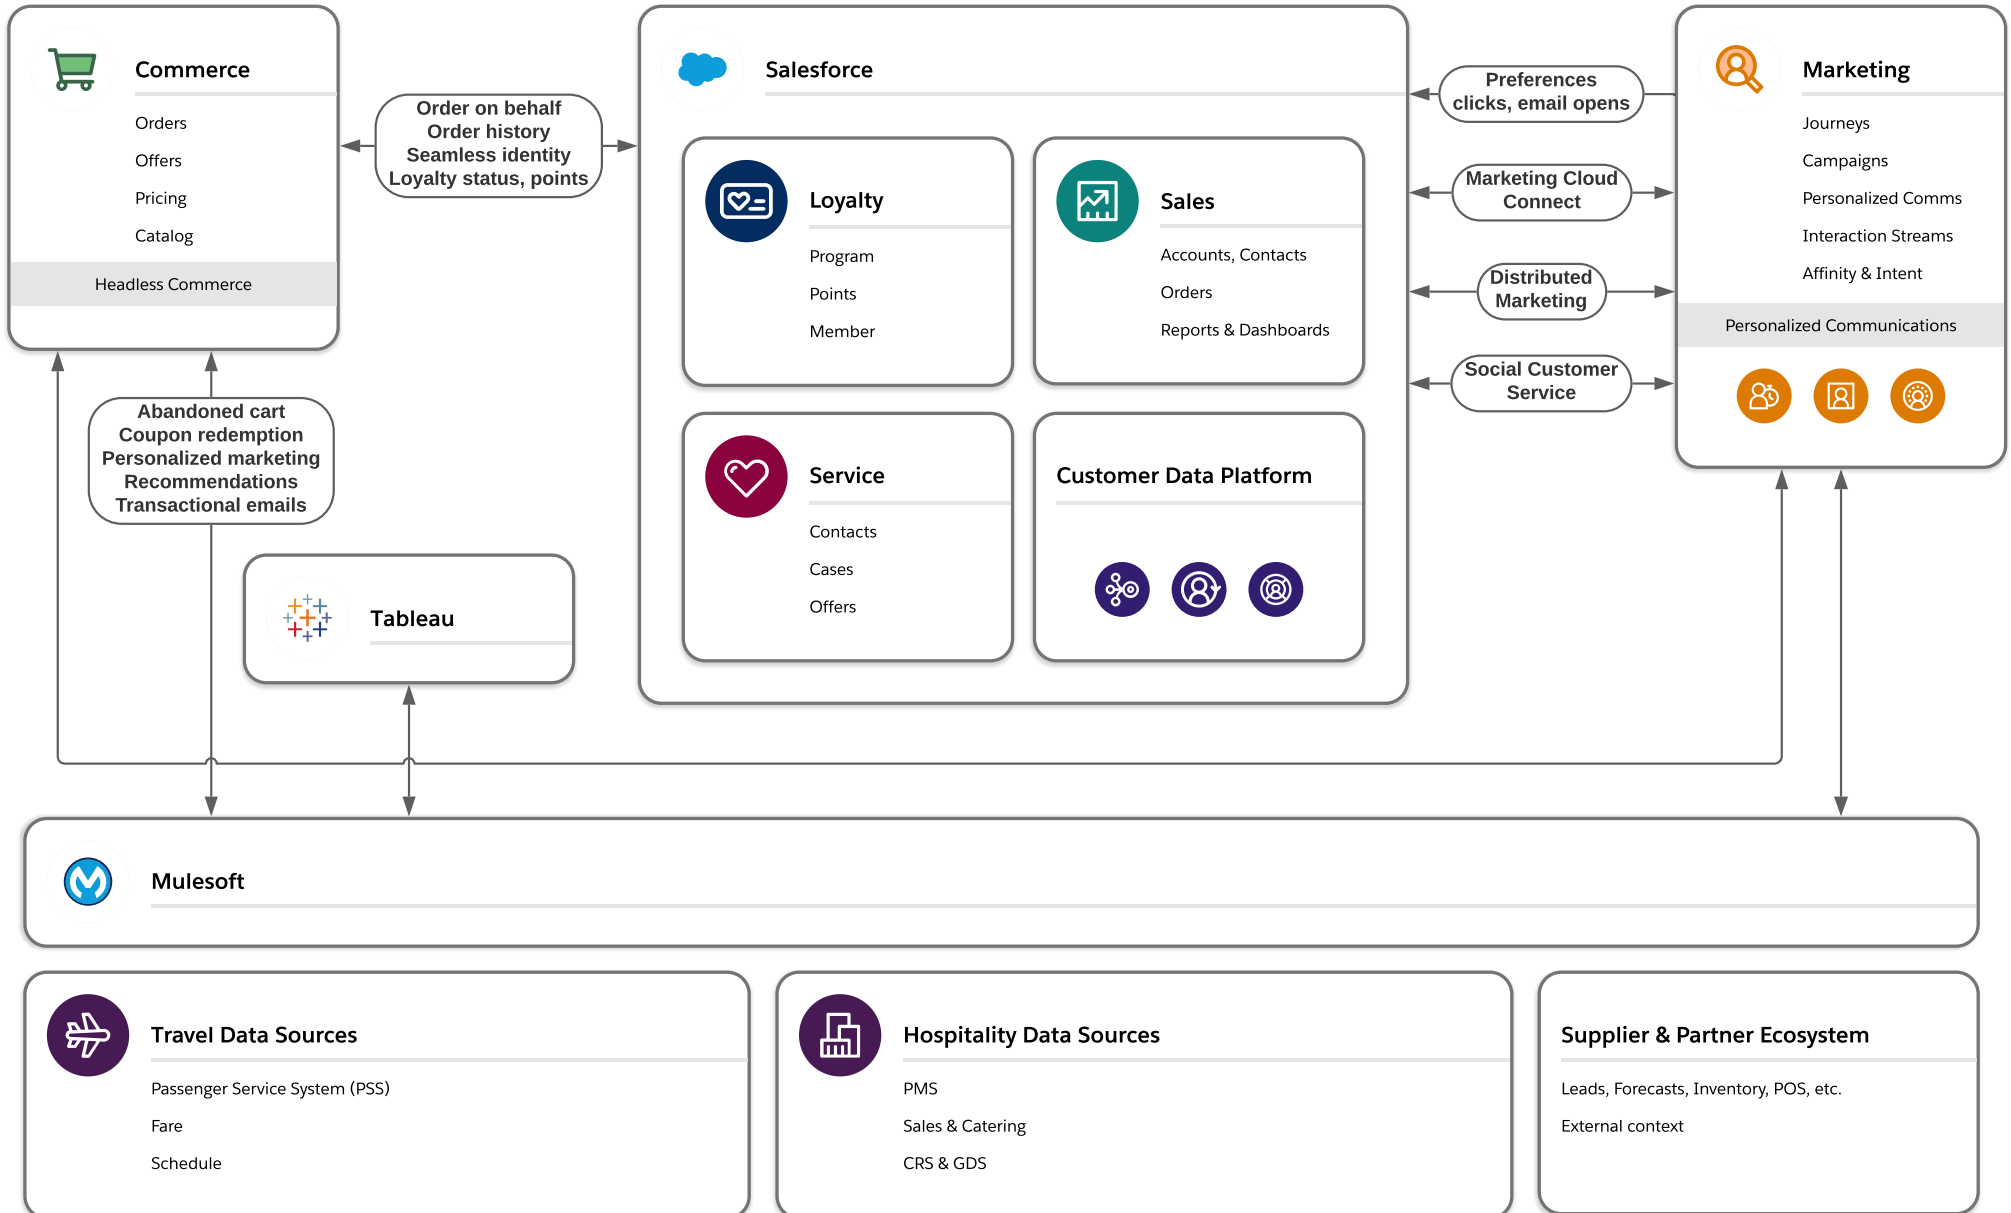 Commerce
Orders
Offers
Pricing
Catalog
Headless Commerce
Order on behalf
Order history
Seamless identity
Loyalty status, points
Salesforce
Loyalty
Program
Points
Member
Sales
Accounts, Contacts
Orders
Reports & Dashboards
Service
Contacts
Cases
Offers
Customer Data Platform
Preferences
clicks, email opens
Marketing Cloud
Connect
Distributed
Marketing
Social Customer
Service
Marketing
Journeys
Campaigns
Personalized Comms
Interaction Streams
Affinity & Intent
Personalized Communications
Abandoned cart
Coupon redemption
Personalized marketing
Recommendations
Transactional emails
Tableau
Mulesoft
Travel Data Sources
Passenger Service System (PSS)
Fare
Schedule
Hospitality Data Sources
PMS
Sales & Catering
CRS & GDS
Supplier & Partner Ecosystem
Leads, Forecasts, Inventory, POS, etc.
External context